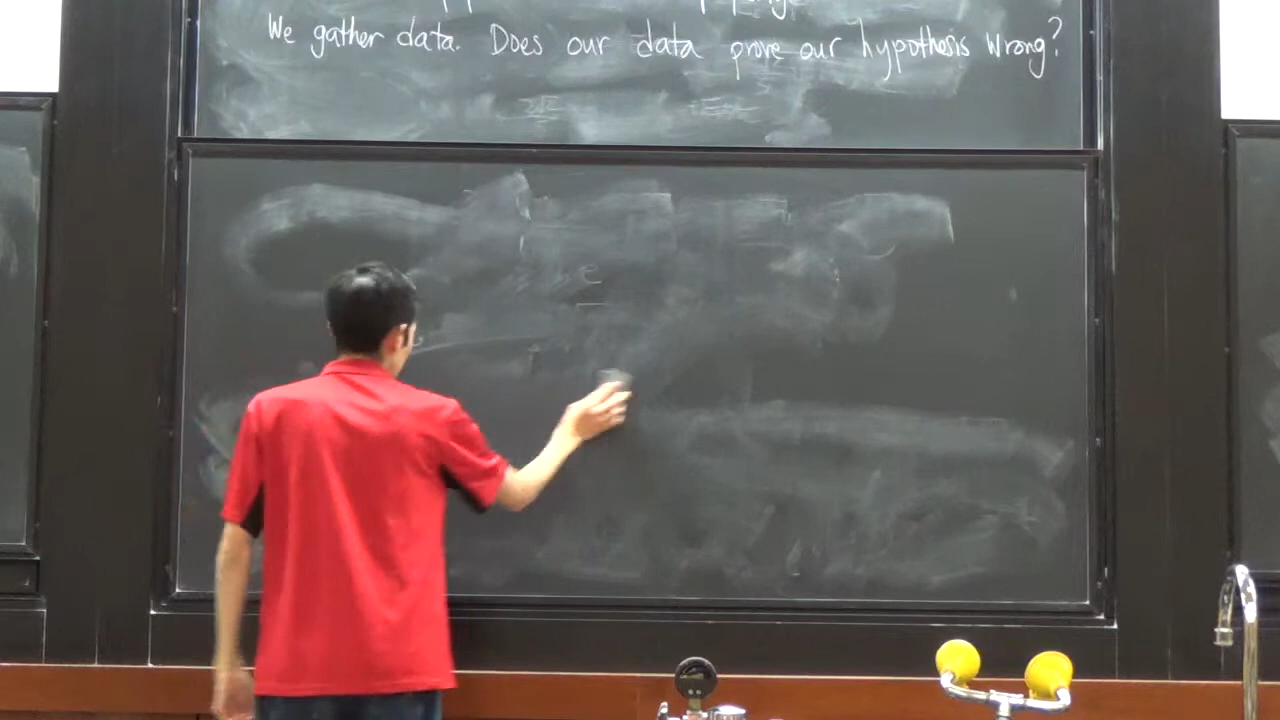 We gather data. Does our data prove our hypothesis wrong?